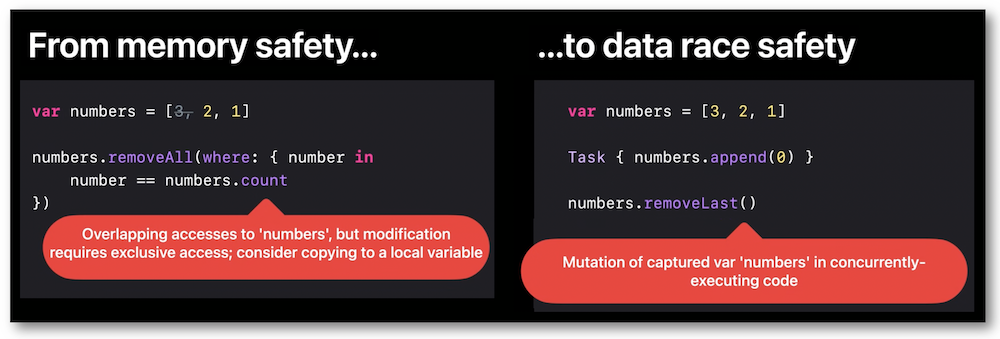 From memory safety...
var numbers = [3, 2, 1]
numbers.removeAll(where: { number in
    number == numbers.count
})
Overlapping accesses to 'numbers', but modification
requires exclusive access; consider copying to a local variable
...to data race safety
var numbers = [3, 2, 1]
Task { numbers.append(0) }
numbers.removeLast()
Mutation of captured var 'numbers' in concurrently-
executing code